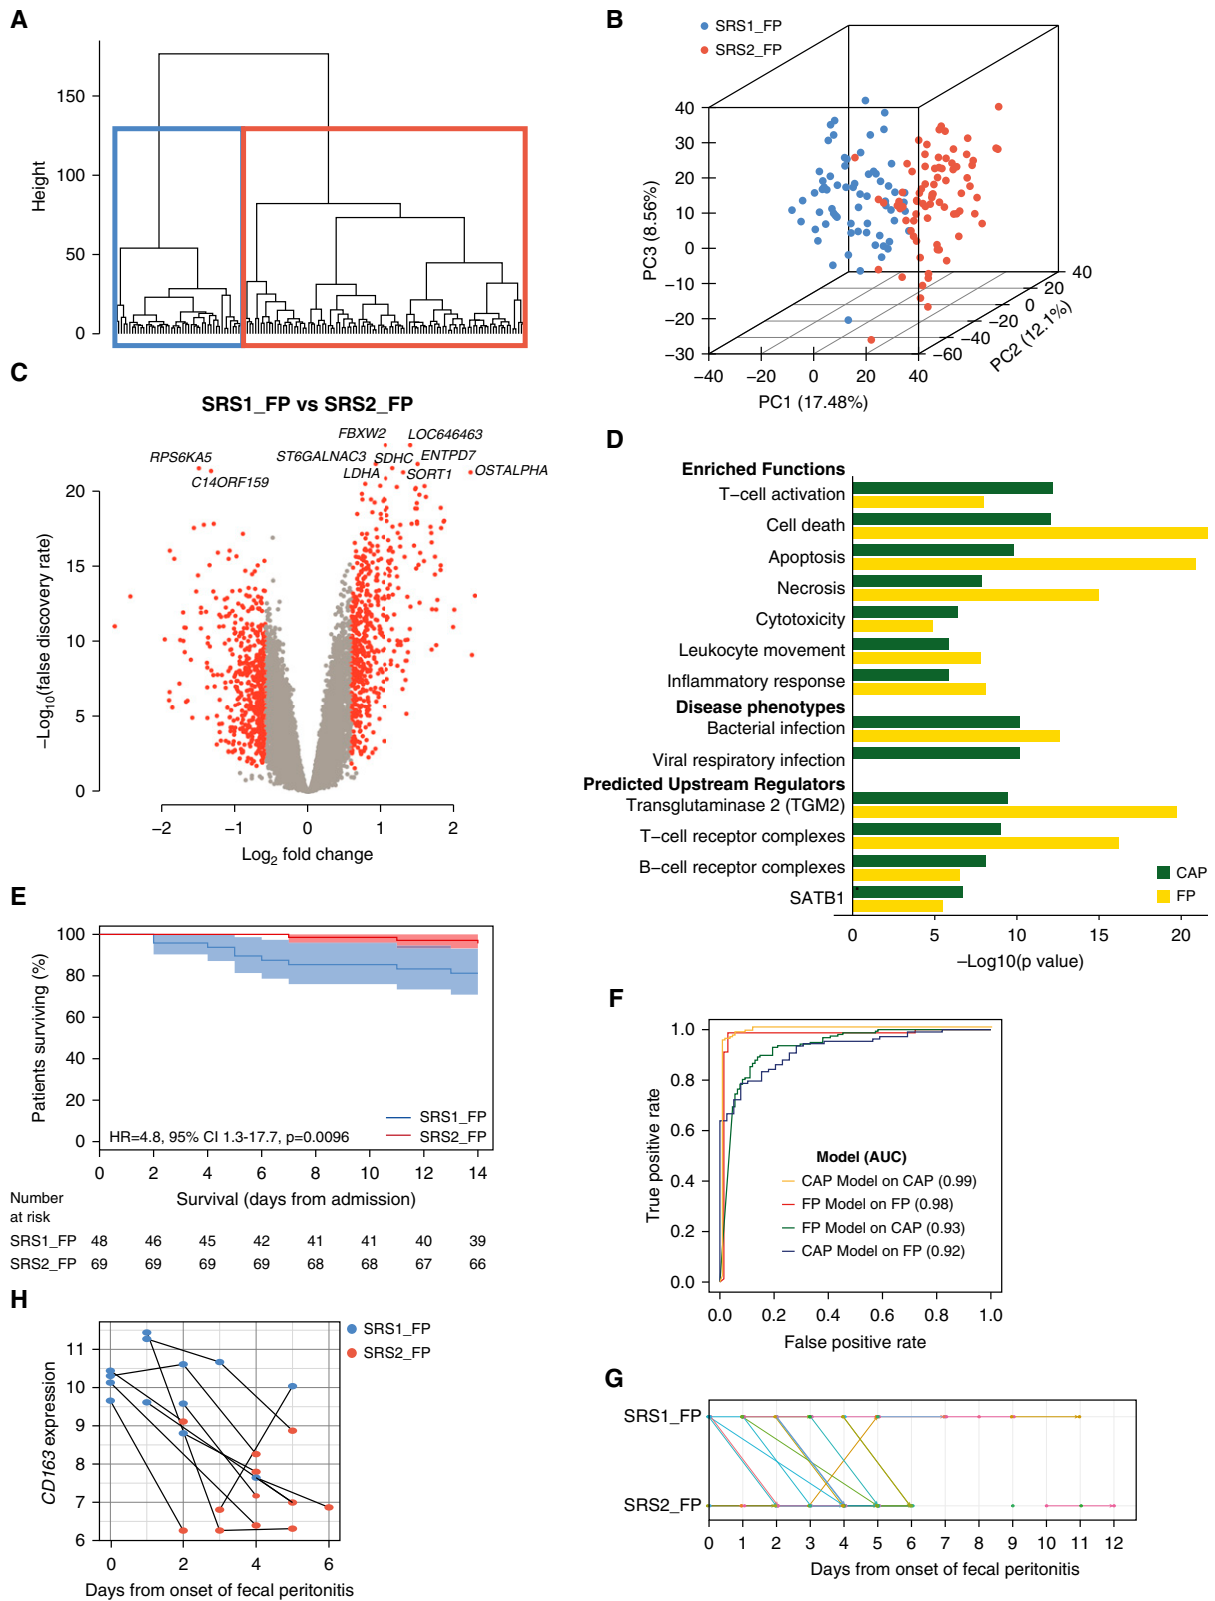 A
Height
150
100
50
0
B
SRS1_FP
SRS2_FP
PC3 (8.56%)
40
30
20
10
0
−10
−20
−30
−40 −20 0 20 40
PC1 (17.48%)
−60 −40 −20 0 20 40
PC2 (12.1%)
C
SRS1_FP vs SRS2_FP
FBXW2 LOC646463
RPS6KA5 ST6GALNAC3 SDHC ENTPD7
C14ORF159 LDHA SORT1 OSTALPHA
−Log10(false discovery rate)
20
15
10
5
0
−2 −1 0 1 2
Log2 fold change
D
Enriched Functions
T−cell activation
Cell death
Apoptosis
Necrosis
Cytotoxicity
Leukocyte movement
Inflammatory response
Disease phenotypes
Bacterial infection
Viral respiratory infection
Predicted Upstream Regulators
Transglutaminase 2 (TGM2)
T−cell receptor complexes
B−cell receptor complexes
SATB1
CAP
FP
0 5 10 15 20
−Log10(p value)
E
Patients surviving (%)
100
80
60
40
20
0
SRS1_FP
SRS2_FP
HR=4.8, 95% CI 1.3-17.7, p=0.0096
0 2 4 6 8 10 12 14
Survival (days from admission)
Number
at risk
SRS1_FP 48 46 45 42 41 41 40 39
SRS2_FP 69 69 69 69 68 68 67 66
F
True positive rate
1.0
0.8
0.6
0.4
0.2
0.0
Model (AUC)
CAP Model on CAP (0.99)
FP Model on FP (0.98)
FP Model on CAP (0.93)
CAP Model on FP (0.92)
0.0 0.2 0.4 0.6 0.8 1.0
False positive rate
H
CD163 expression
11
10
9
8
7
6
SRS1_FP
SRS2_FP
0 2 4 6
Days from onset of fecal peritonitis
G
SRS1_FP
SRS2_FP
0 1 2 3 4 5 6 7 8 9 10 11 12
Days from onset of fecal peritonitis